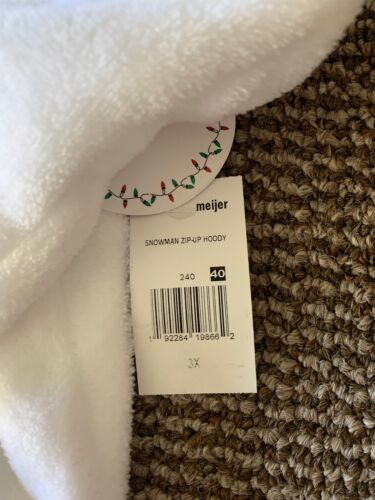 meijer
SNOWMAN ZIP-UP HOODY
240 40
1 92284 19866 2
3X